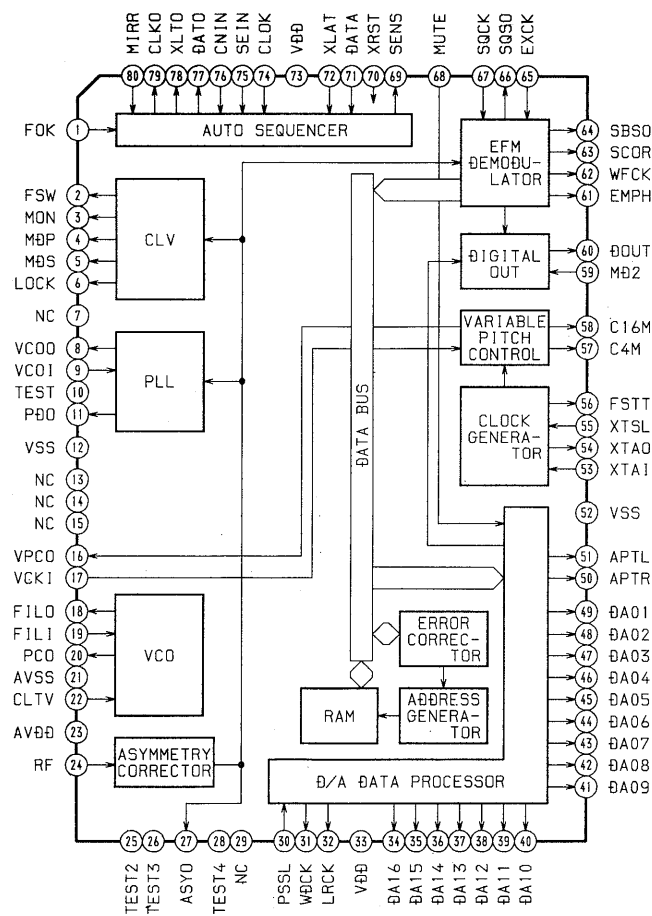 MIRR
CLKO
XLTO
DATO
CNIN
SEIN
CLOK
VDD
XLAT
DATA
XRST
SENS
MUTE
SQCK
SQSO
EXCK
80
79
78
77
76
75
74
73
72
71
70
69
68
67
66
65
FOK 1
AUTO SEQUENCER
EFM
DEMODU-
LATOR
64 SBSO
63 SCOR
62 WFCK
61 EMPH
FSW 2
MON 3
MDP 4
MDS 5
LOCK 6
CLV
DIGITAL
OUT
60 DOUT
59 MD2
NC 7
VCOO 8
VCOI 9
TEST 10
PDO 11
PLL
VARIABLE
PITCH
CONTROL
58 C16M
57 C4M
DATA BUS
CLOCK
GENERA-
TOR
56 FSTT
55 XTSL
54 XTAO
53 XTAI
VSS 12
NC 13
NC 14
NC 15
52 VSS
VPCO 16
VCKI 17
51 APTL
50 APTR
FILO 18
FILI 19
PCO 20
AVSS 21
CLTV 22
VCO
ERROR
CORREC-
TOR
RAM
ADDRESS
GENERA-
TOR
49 DA01
48 DA02
47 DA03
46 DA04
45 DA05
44 DA06
43 DA07
42 DA08
41 DA09
AVDD 23
RF 24
ASYMMETRY
CORRECTOR
D/A DATA PROCESSOR
25
26
27
28
29
30
31
32
33
34
35
36
37
38
39
40
TEST2
TEST3
ASYO
TEST4
NC
PSSL
WDCK
LRCK
VDD
DA16
DA15
DA14
DA13
DA12
DA11
DA10